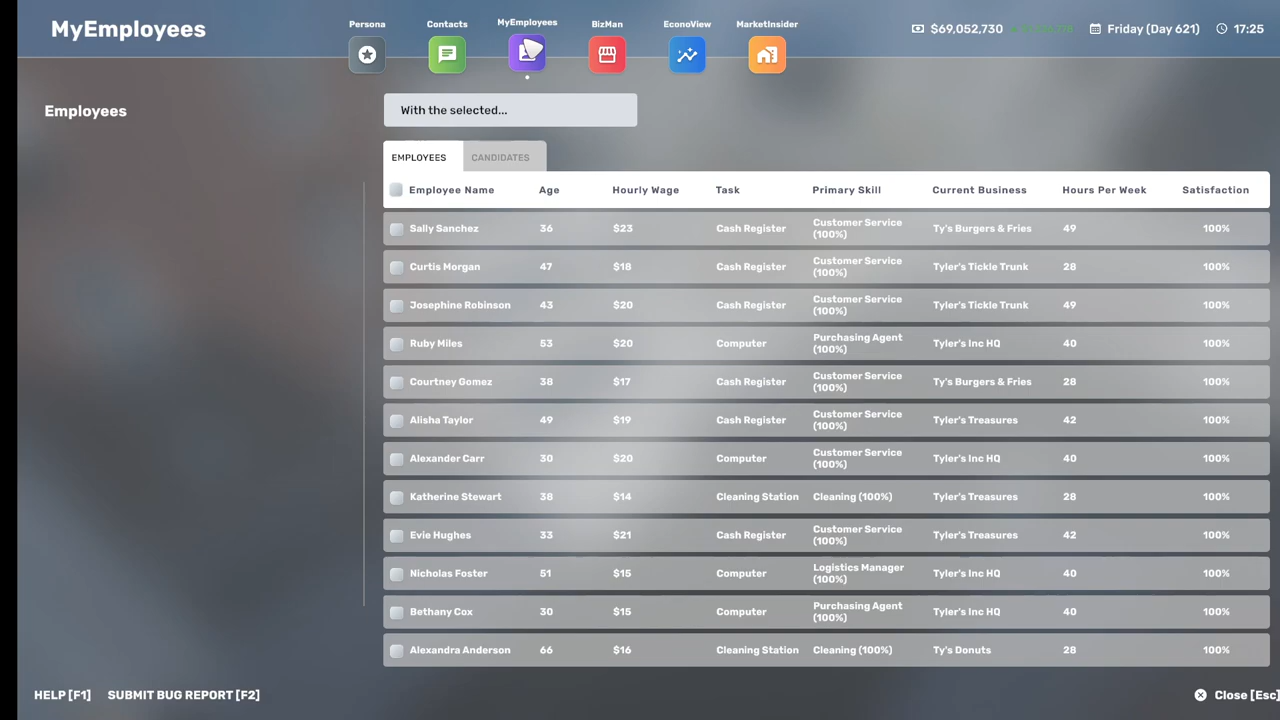 MyEmployees
Persona
Contacts
MyEmployees
BizMan
EconoView
MarketInsider
$69,052,730
Friday (Day 621)
17:25
Employees
With the selected...
EMPLOYEES
CANDIDATES
Employee Name Age Hourly Wage Task Primary Skill Current Business Hours Per Week Satisfaction
Sally Sanchez 36 $23 Cash Register Customer Service (100%) Ty's Burgers & Fries 49 100%
Curtis Morgan 47 $18 Cash Register Customer Service (100%) Tyler's Tickle Trunk 28 100%
Josephine Robinson 43 $20 Cash Register Customer Service (100%) Tyler's Tickle Trunk 49 100%
Ruby Miles 53 $20 Computer Purchasing Agent (100%) Tyler's Inc HQ 40 100%
Courtney Gomez 38 $17 Cash Register Customer Service (100%) Ty's Burgers & Fries 28 100%
Alisha Taylor 49 $19 Cash Register Customer Service (100%) Tyler's Treasures 42 100%
Alexander Carr 30 $20 Computer Customer Service (100%) Tyler's Inc HQ 40 100%
Katherine Stewart 38 $14 Cleaning Station Cleaning (100%) Tyler's Treasures 28 100%
Evie Hughes 33 $21 Cash Register Customer Service (100%) Tyler's Treasures 42 100%
Nicholas Foster 51 $15 Computer Logistics Manager (100%) Tyler's Inc HQ 40 100%
Bethany Cox 30 $15 Computer Purchasing Agent (100%) Tyler's Inc HQ 40 100%
Alexandra Anderson 66 $16 Cleaning Station Cleaning (100%) Ty's Donuts 28 100%
HELP [F1] SUBMIT BUG REPORT [F2]
Close [Esc]